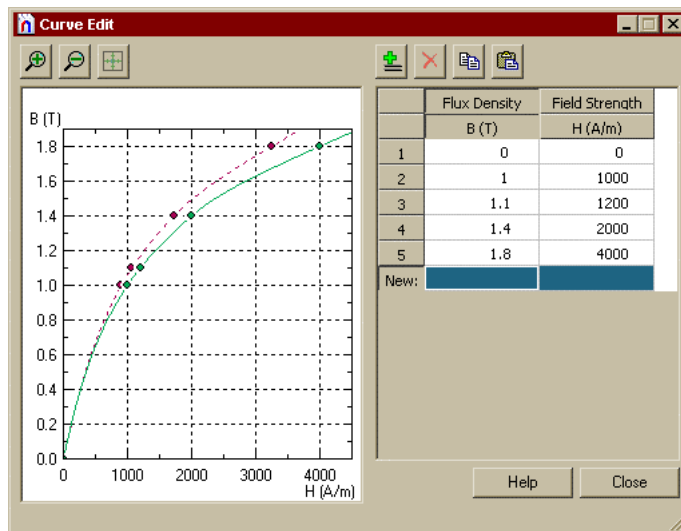 Curve Edit
B (T)
1.8
1.6
1.4
1.2
1.0
0.8
0.6
0.4
0.2
0.0
0 1000 2000 3000 4000
H (A/m)
Flux Density Field Strength
B (T) H (A/m)
1 0 0
2 1 1000
3 1.1 1200
4 1.4 2000
5 1.8 4000
New:
Help Close